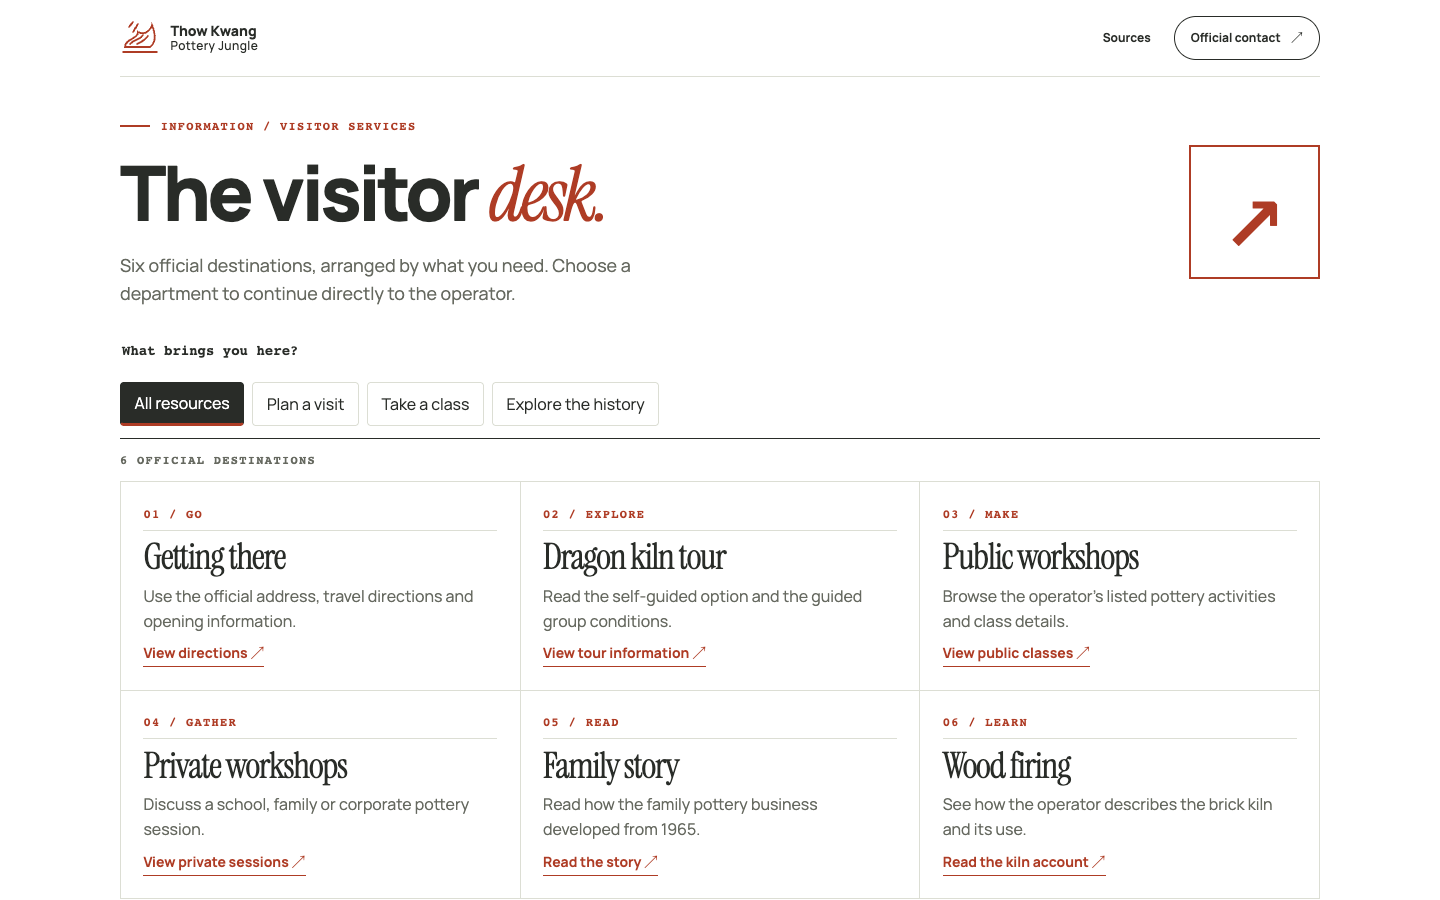 Thow Kwang
Pottery Jungle
Sources
Official contact ↗
INFORMATION / VISITOR SERVICES
The visitor desk.
Six official destinations, arranged by what you need. Choose a
department to continue directly to the operator.
What brings you here?
All resources
Plan a visit
Take a class
Explore the history
6 OFFICIAL DESTINATIONS
01 / GO
Getting there
Use the official address, travel directions and
opening information.
View directions ↗
02 / EXPLORE
Dragon kiln tour
Read the self-guided option and the guided
group conditions.
View tour information ↗
03 / MAKE
Public workshops
Browse the operator's listed pottery activities
and class details.
View public classes ↗
04 / GATHER
Private workshops
Discuss a school, family or corporate pottery
session.
View private sessions ↗
05 / READ
Family story
Read how the family pottery business
developed from 1965.
Read the story ↗
06 / LEARN
Wood firing
See how the operator describes the brick kiln
and its use.
Read the kiln account ↗